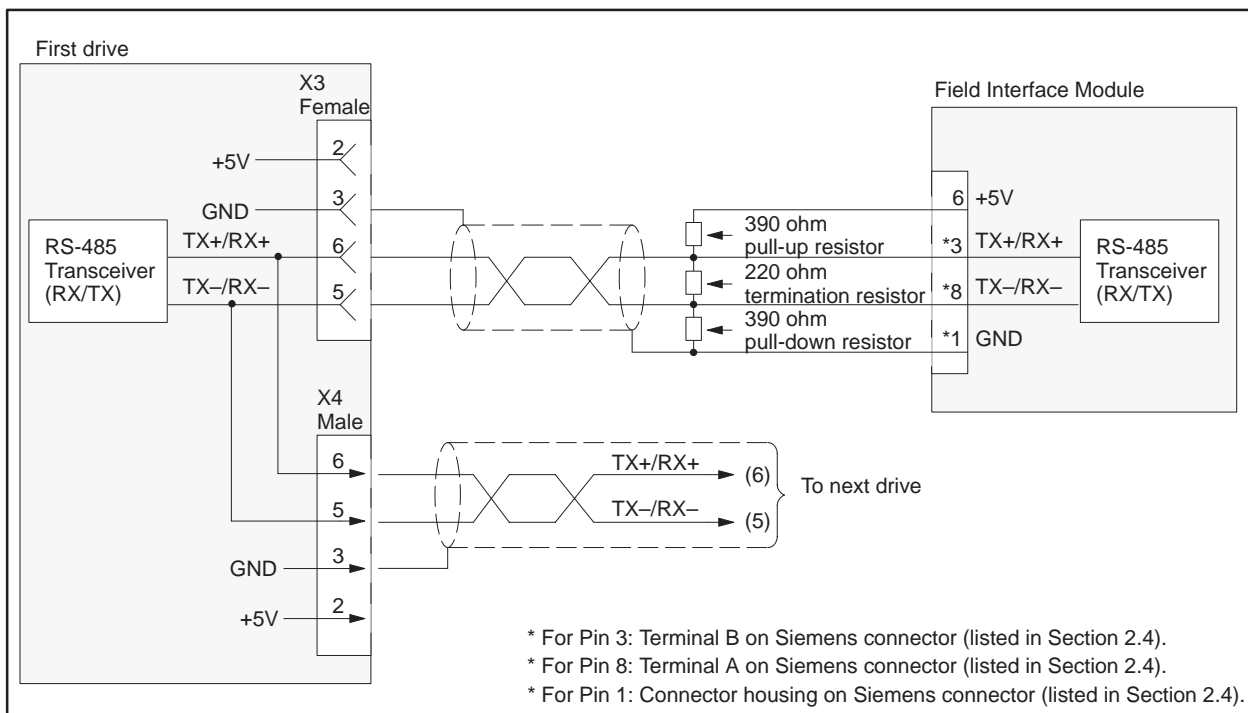 First drive
X3
Female
2
+5V
3
GND
6
TX+/RX+
5
TX–/RX–
RS-485
Transceiver
(RX/TX)
X4
Male
6
5
3
GND
2
+5V
390 ohm
pull-up resistor
220 ohm
termination resistor
390 ohm
pull-down resistor
Field Interface Module
6 +5V
*3 TX+/RX+
*8 TX–/RX–
*1 GND
RS-485
Transceiver
(RX/TX)
TX+/RX+ (6)
TX–/RX– (5)
To next drive
* For Pin 3: Terminal B on Siemens connector (listed in Section 2.4).
* For Pin 8: Terminal A on Siemens connector (listed in Section 2.4).
* For Pin 1: Connector housing on Siemens connector (listed in Section 2.4).